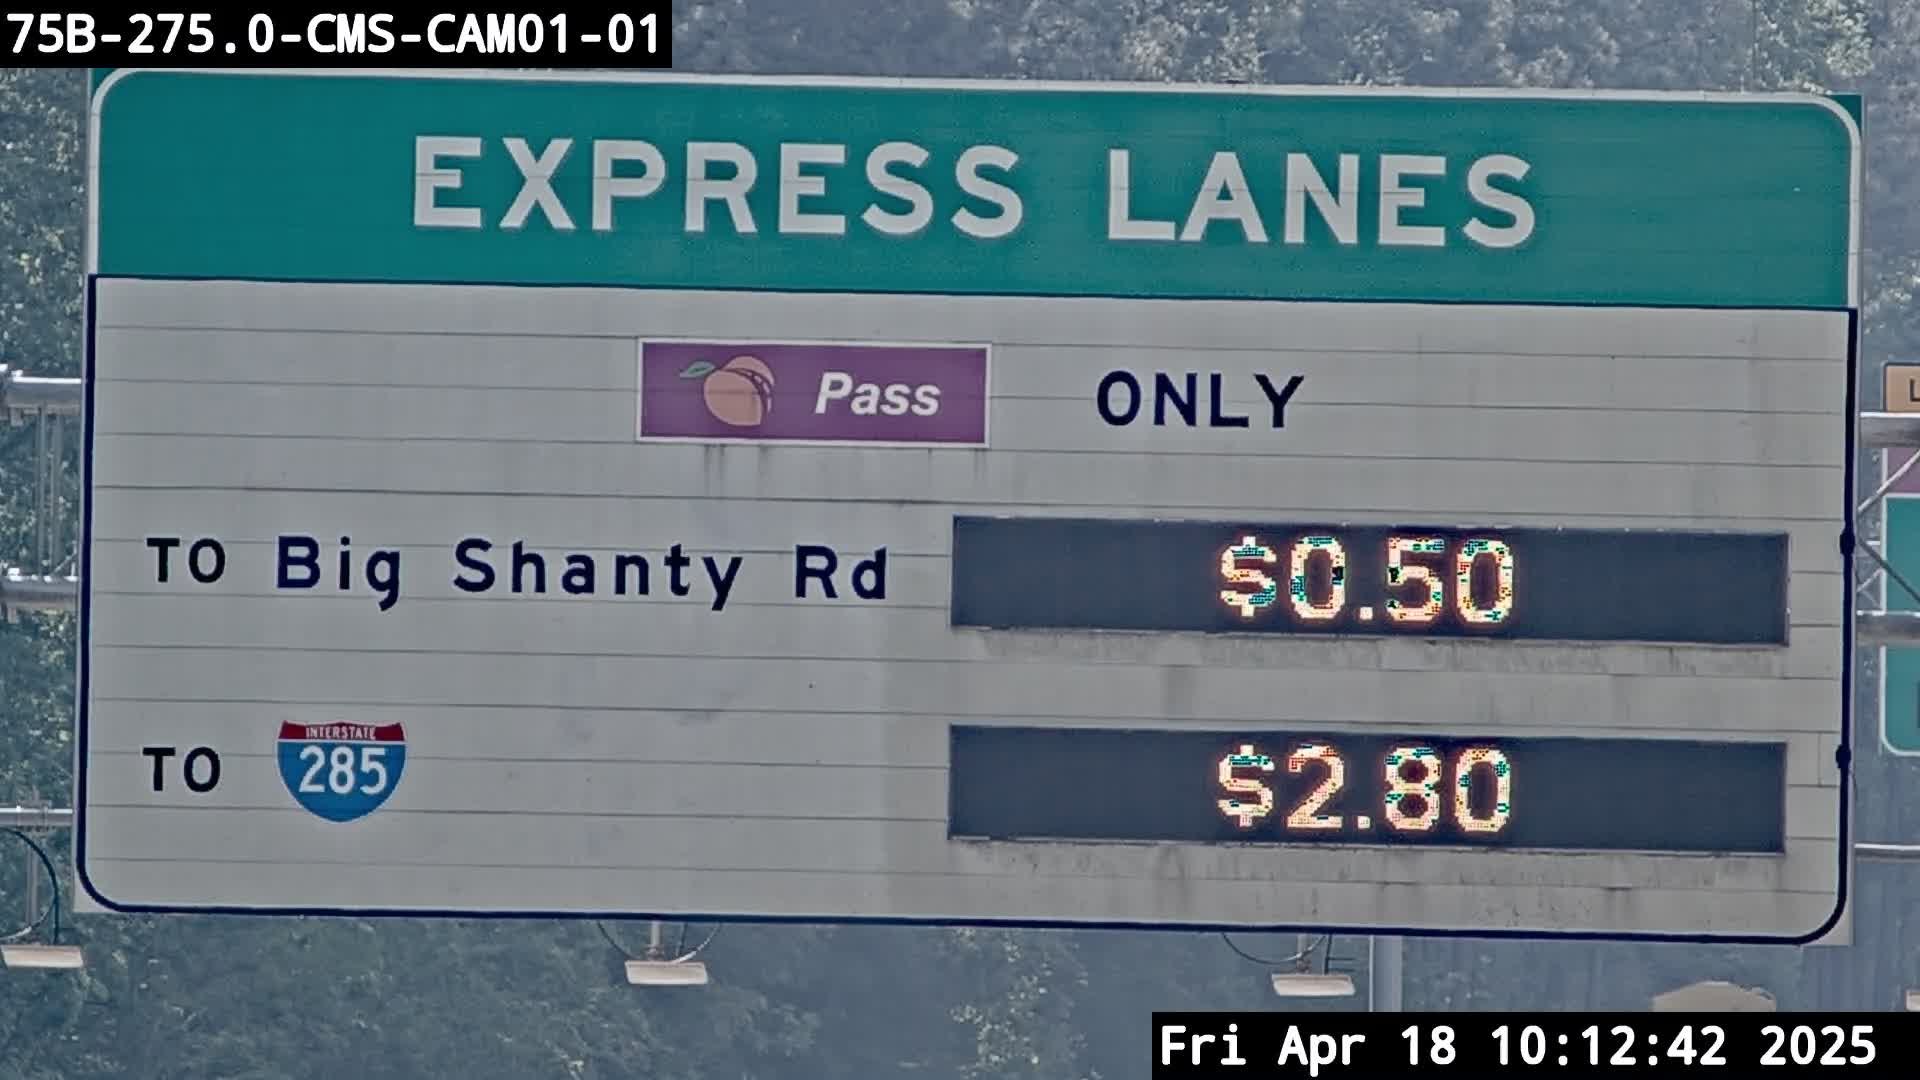 75B-275.0-CMS-CAM01-01
EXPRESS LANES
Pass ONLY
TO Big Shanty Rd $0.50
TO INTERSTATE 285 $2.80
Fri Apr 18 10:12:42 2025